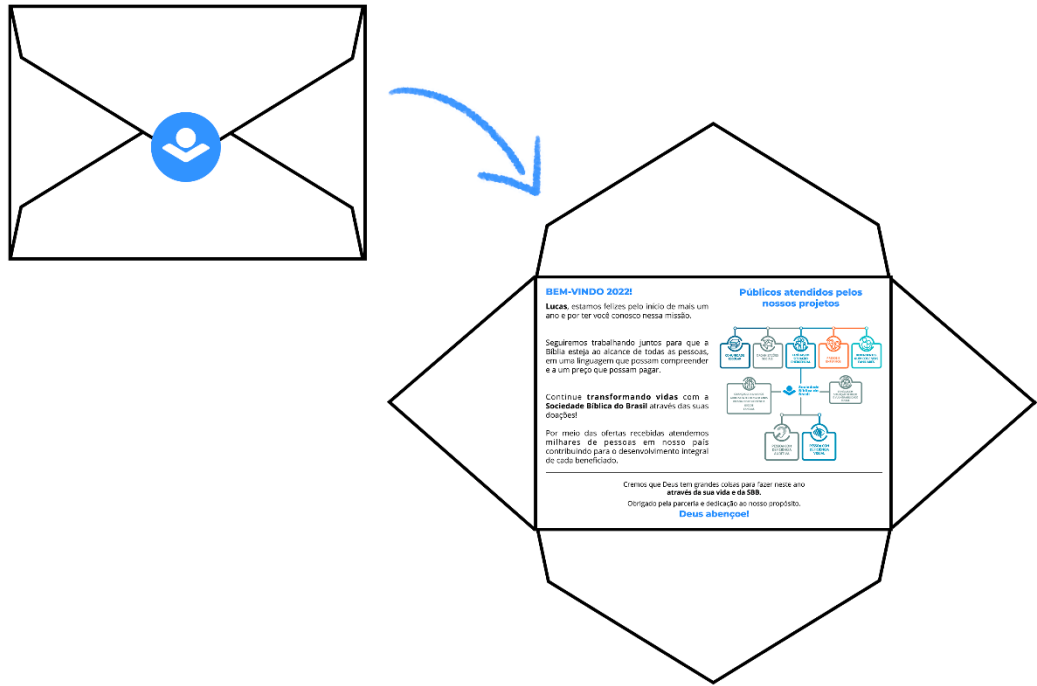 BEM-VINDO 2022!
Lucas, estamos felizes pelo início de mais um
ano e por ter você conosco nessa missão.
Seguiremos trabalhando juntos para que a
Bíblia esteja ao alcance de todas as pessoas,
em uma linguagem que possam compreender
e a um preço que possam pagar.
Continue transformando vidas com a
Sociedade Bíblica do Brasil através das suas
doações!
Por meio das ofertas recebidas atendemos
milhares de pessoas em nosso país
contribuindo para o desenvolvimento integral
de cada beneficiado.
Públicos atendidos pelos
nossos projetos
Sociedade
Bíblica do
Brasil
Cremos que Deus tem grandes coisas para fazer neste ano
através da sua vida e da SBB.
Obrigado pela parceria e dedicação ao nosso propósito.
Deus abençoe!